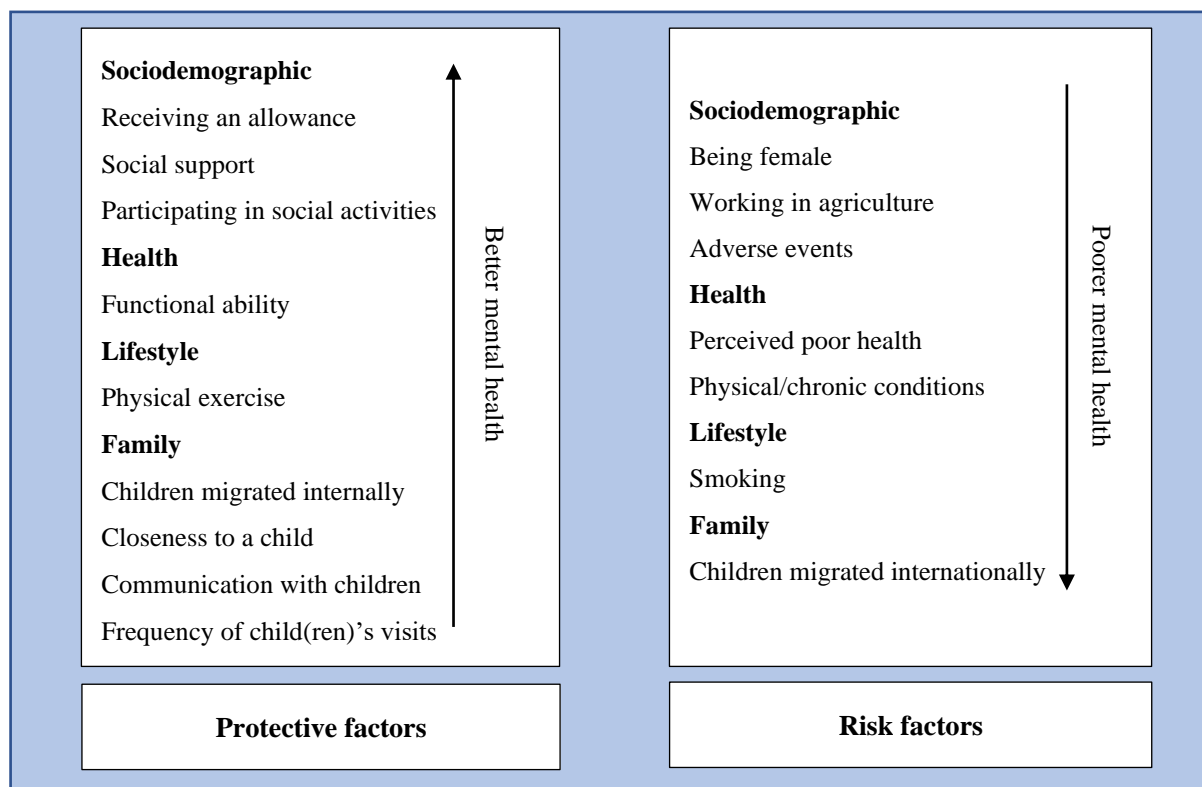 Sociodemographic
Receiving an allowance
Social support
Participating in social activities
Health
Functional ability
Lifestyle
Physical exercise
Family
Children migrated internally
Closeness to a child
Communication with children
Frequency of child(ren)’s visits
Better mental health
Protective factors
Sociodemographic
Being female
Working in agriculture
Adverse events
Health
Perceived poor health
Physical/chronic conditions
Lifestyle
Smoking
Family
Children migrated internationally
Poorer mental health
Risk factors